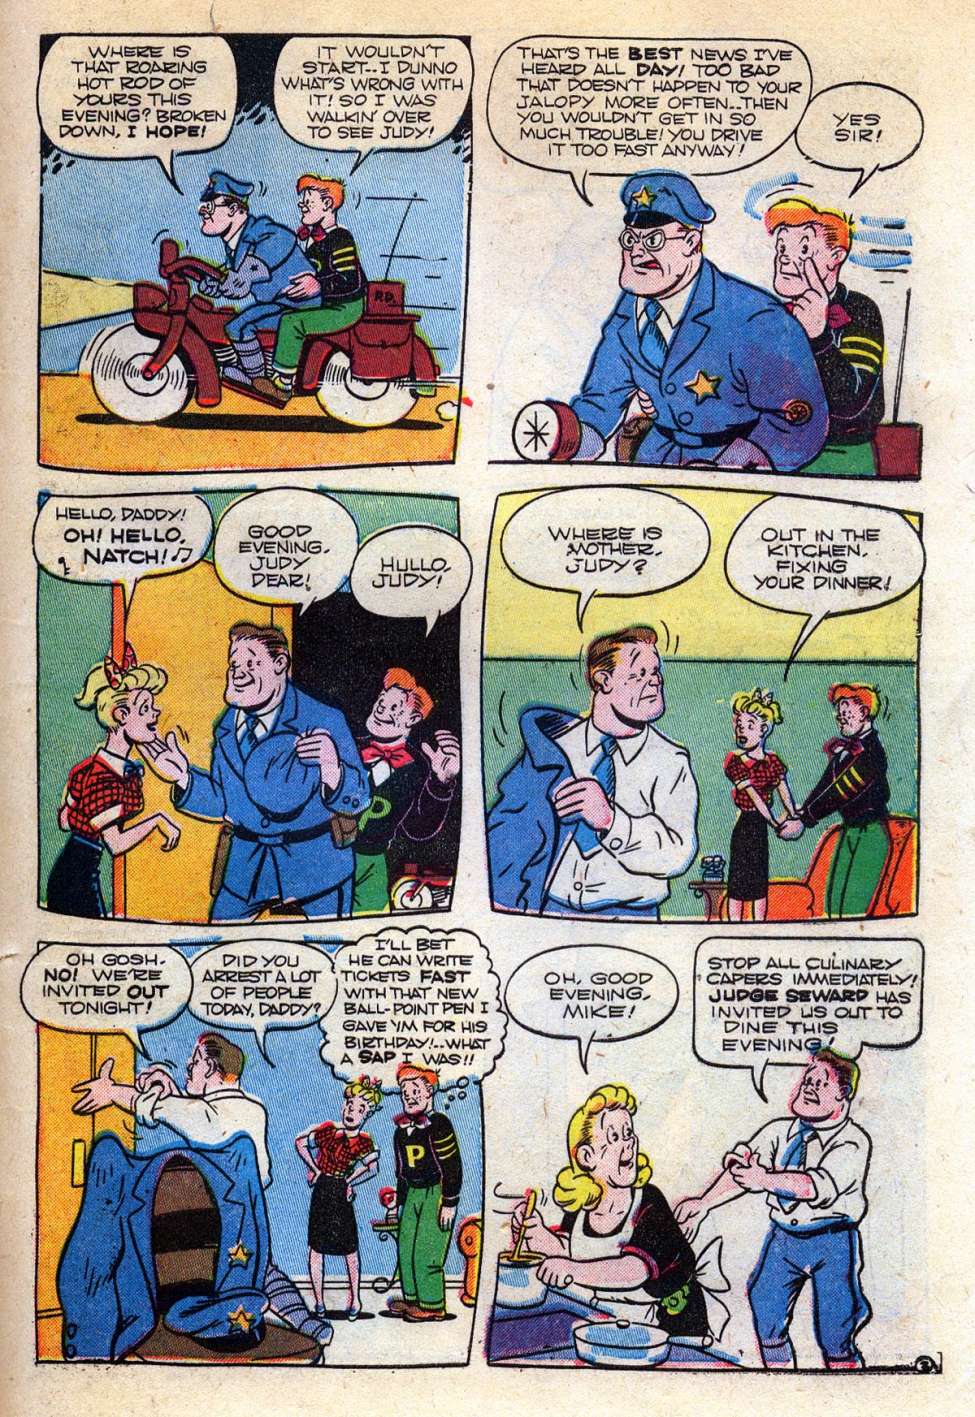 WHERE IS
THAT ROARING
HOT ROD OF
YOURS THIS
EVENING? BROKEN
DOWN, I HOPE!
IT WOULDN'T
START..I DUNNO
WHAT'S WRONG WITH
IT! SO I WAS
WALKIN' OVER
TO SEE JUDY!
P.D.
THAT'S THE BEST NEWS I'VE
HEARD ALL DAY! TOO BAD
THAT DOESN'T HAPPEN TO YOUR
JALOPY MORE OFTEN..THEN
YOU WOULDN'T GET IN SO
MUCH TROUBLE! YOU DRIVE
IT TOO FAST ANYWAY!
YES
SIR!
HELLO, DADDY!
OH! HELLO,
NATCH!
GOOD
EVENING,
JUDY
DEAR!
HULLO,
JUDY!
P
WHERE IS
MOTHER,
JUDY?
OUT IN THE
KITCHEN,
FIXING
YOUR DINNER!
OH GOSH,
NO! WE'RE
INVITED OUT
TONIGHT!
DID YOU
ARREST A LOT
OF PEOPLE
TODAY, DADDY?
I'LL BET
HE CAN WRITE
TICKETS FAST
WITH THAT NEW
BALL-POINT PEN I
GAVE 'IM FOR HIS
BIRTHDAY!..WHAT
A SAP I WAS!!
P
OH, GOOD
EVENING,
MIKE!
STOP ALL CULINARY
CAPERS IMMEDIATELY!
JUDGE SEWARD HAS
INVITED US OUT TO
DINE THIS
EVENING!